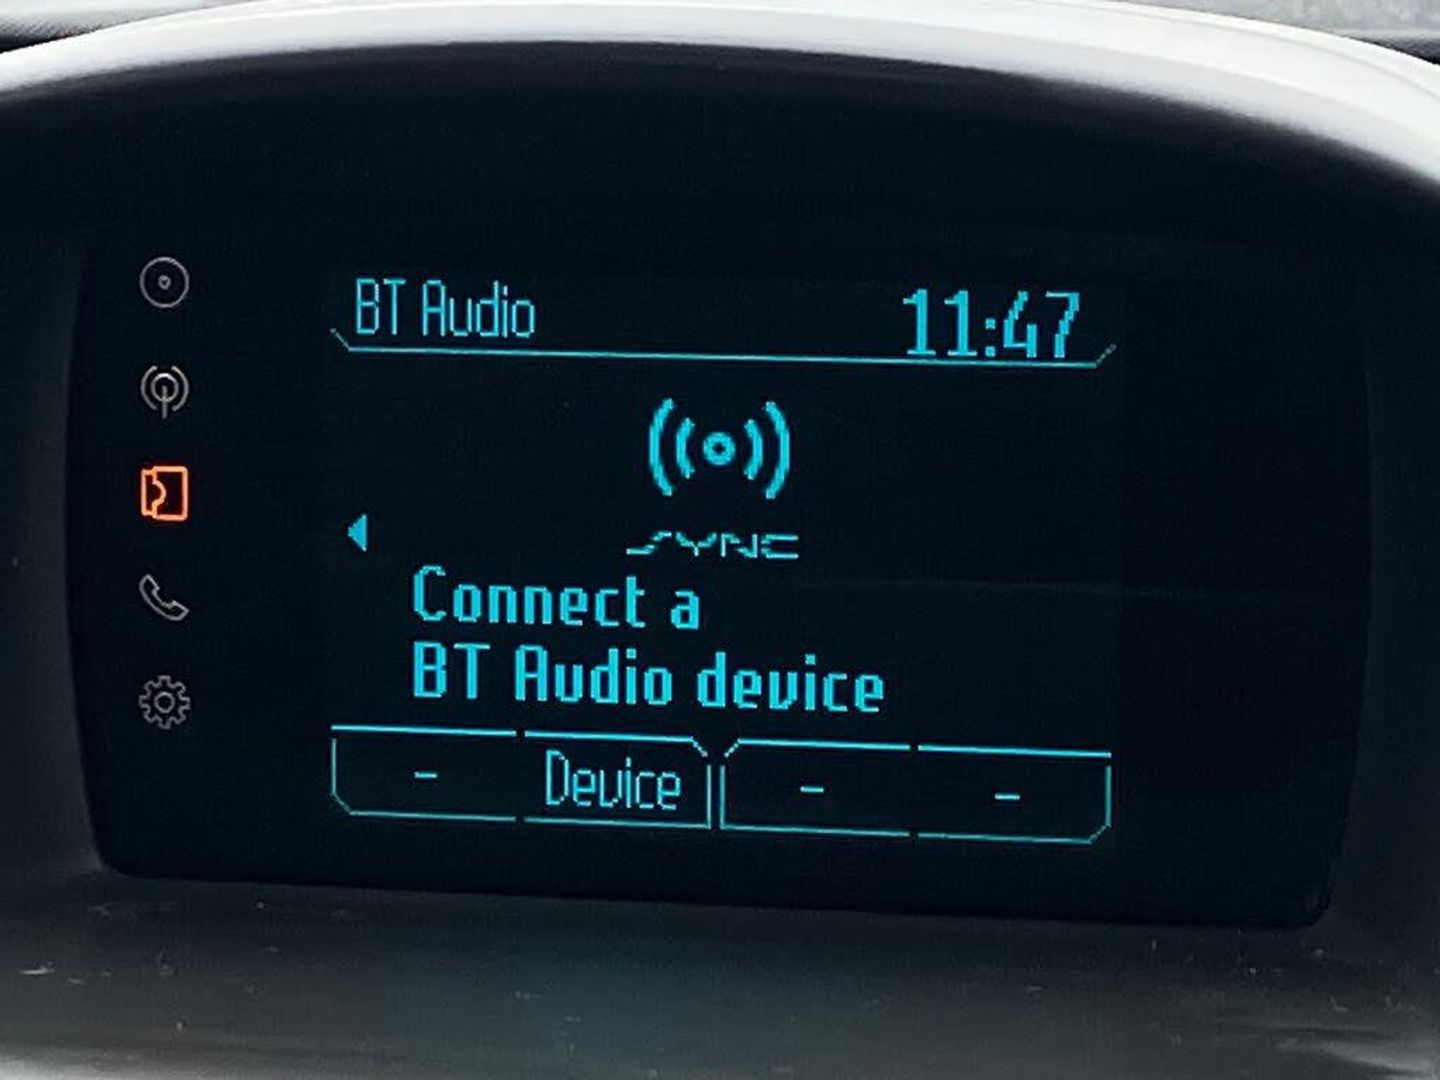 BT Audio 11:47
SYNC
Connect a
BT Audio device
- Device - -